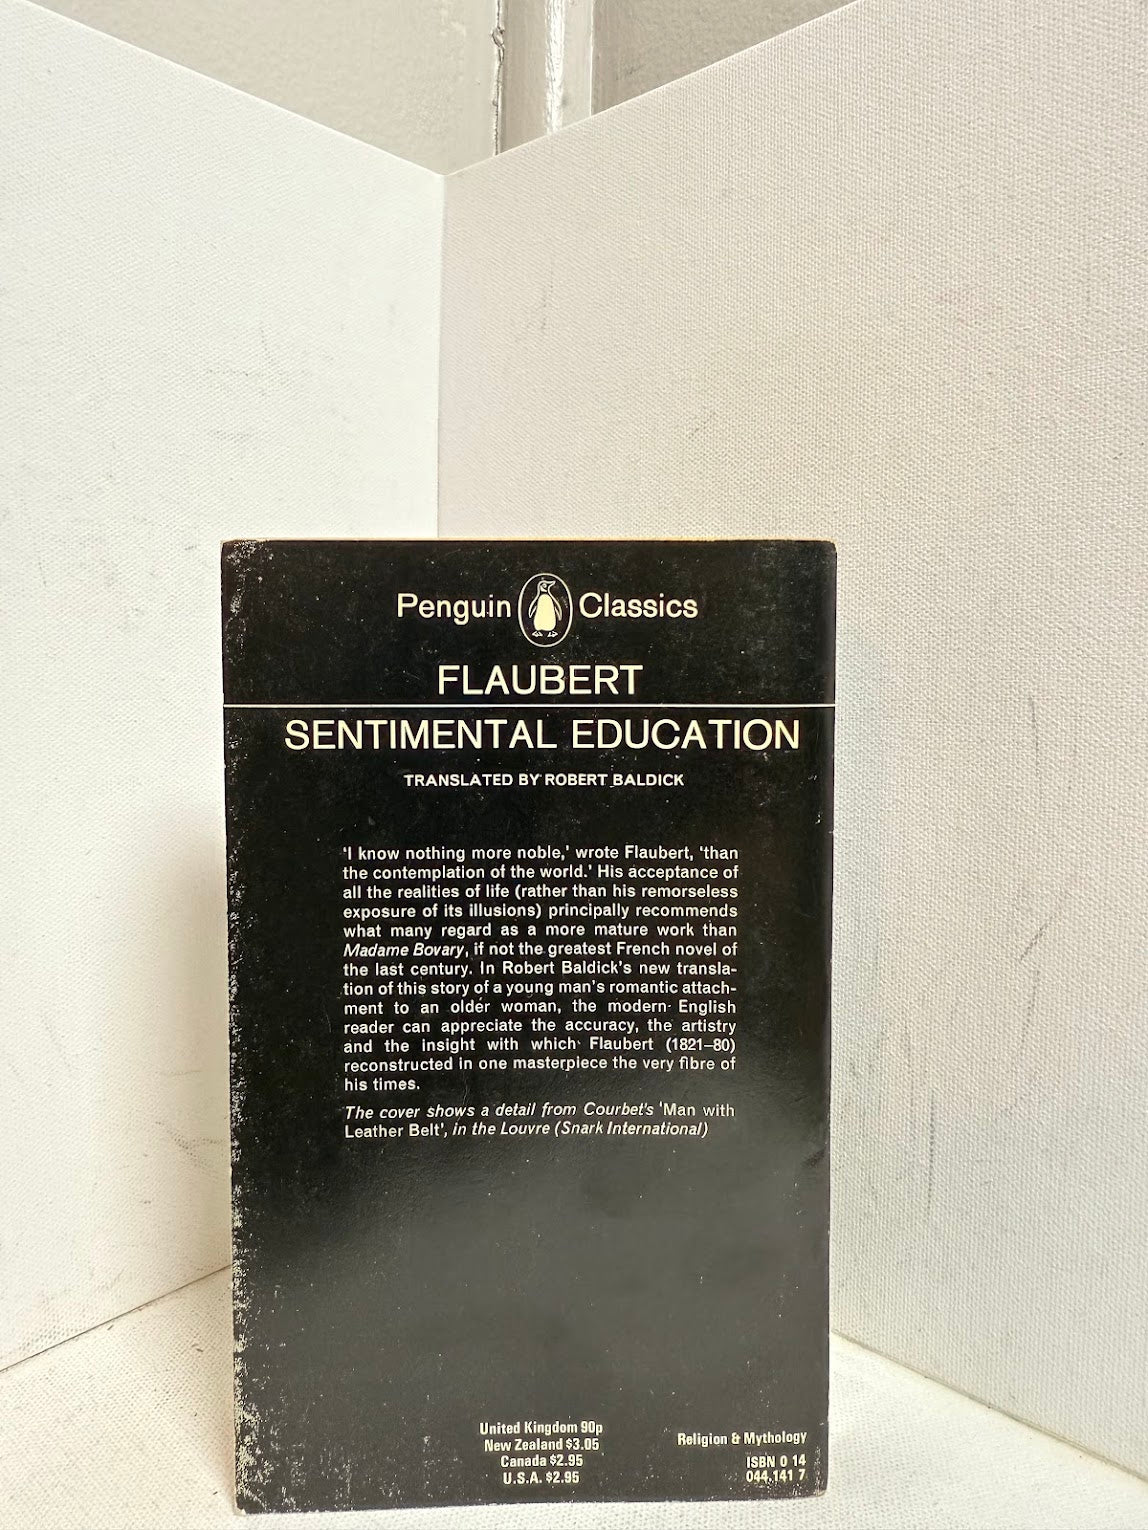 Penguin Classics
FLAUBERT
SENTIMENTAL EDUCATION
TRANSLATED BY ROBERT BALDICK
'I know nothing more noble,' wrote Flaubert, 'than
the contemplation of the world.' His acceptance of
all the realities of life (rather than his remorseless
exposure of its illusions) principally recommends
what many regard as a more mature work than
Madame Bovary, if not the greatest French novel of
the last century. In Robert Baldick's new transla-
tion of this story of a young man's romantic attach-
ment to an older woman, the modern English
reader can appreciate the accuracy, the artistry
and the insight with which Flaubert (1821–80)
reconstructed in one masterpiece the very fibre of
his times.
The cover shows a detail from Courbet's 'Man with
Leather Belt', in the Louvre (Snark International)
United Kingdom 90p
New Zealand $3.05
Canada $2.95
U.S.A. $2.95
Religion & Mythology
ISBN 0 14
044.141 7